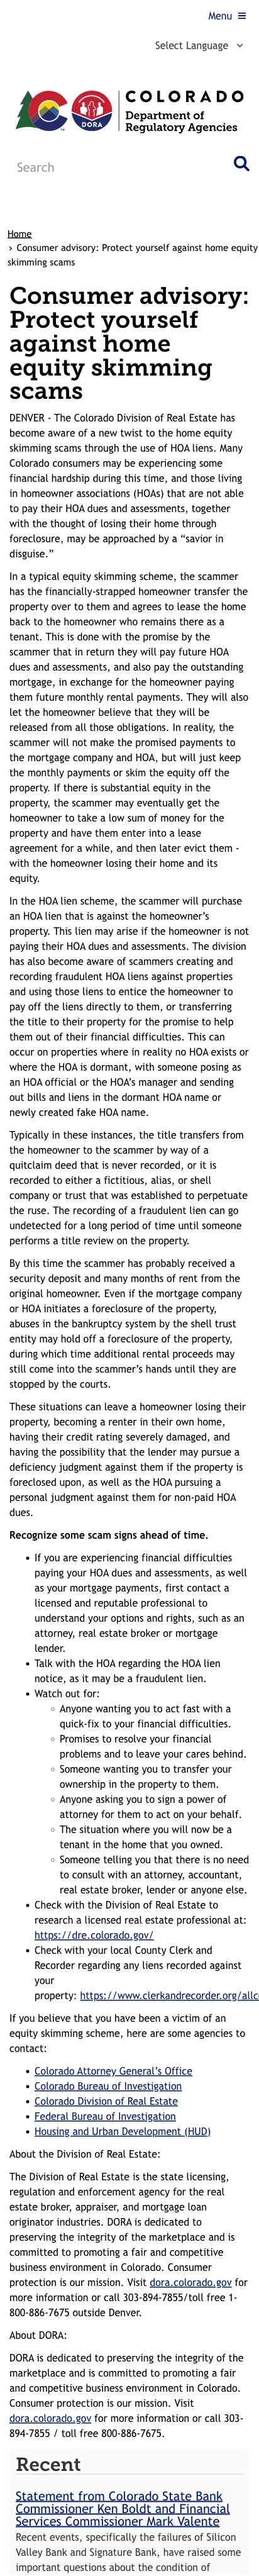 Menu ≡
Select Language
COLORADO
Department of
Regulatory Agencies
DORA
Search
Home
› Consumer advisory: Protect yourself against home equity
skimming scams
Consumer advisory:
Protect yourself
against home
equity skimming
scams
DENVER - The Colorado Division of Real Estate has
become aware of a new twist to the home equity
skimming scams through the use of HOA liens. Many
Colorado consumers may be experiencing some
financial hardship during this time, and those living
in homeowner associations (HOAs) that are not able
to pay their HOA dues and assessments, together
with the thought of losing their home through
foreclosure, may be approached by a “savior in
disguise.”
In a typical equity skimming scheme, the scammer
has the financially-strapped homeowner transfer the
property over to them and agrees to lease the home
back to the homeowner who remains there as a
tenant. This is done with the promise by the
scammer that in return they will pay future HOA
dues and assessments, and also pay the outstanding
mortgage, in exchange for the homeowner paying
them future monthly rental payments. They will also
let the homeowner believe that they will be
released from all those obligations. In reality, the
scammer will not make the promised payments to
the mortgage company and HOA, but will just keep
the monthly payments or skim the equity off the
property. If there is substantial equity in the
property, the scammer may eventually get the
homeowner to take a low sum of money for the
property and have them enter into a lease
agreement for a while, and then later evict them -
with the homeowner losing their home and its
equity.
In the HOA lien scheme, the scammer will purchase
an HOA lien that is against the homeowner’s
property. This lien may arise if the homeowner is not
paying their HOA dues and assessments. The division
has also become aware of scammers creating and
recording fraudulent HOA liens against properties
and using those liens to entice the homeowner to
pay off the liens directly to them, or transferring
the title to their property for the promise to help
them out of their financial difficulties. This can
occur on properties where in reality no HOA exists or
where the HOA is dormant, with someone posing as
an HOA official or the HOA’s manager and sending
out bills and liens in the dormant HOA name or
newly created fake HOA name.
Typically in these instances, the title transfers from
the homeowner to the scammer by way of a
quitclaim deed that is never recorded, or it is
recorded to either a fictitious, alias, or shell
company or trust that was established to perpetuate
the ruse. The recording of a fraudulent lien can go
undetected for a long period of time until someone
performs a title review on the property.
By this time the scammer has probably received a
security deposit and many months of rent from the
original homeowner. Even if the mortgage company
or HOA initiates a foreclosure of the property,
abuses in the bankruptcy system by the shell trust
entity may hold off a foreclosure of the property,
during which time additional rental proceeds may
still come into the scammer’s hands until they are
stopped by the courts.
These situations can leave a homeowner losing their
property, becoming a renter in their own home,
having their credit rating severely damaged, and
having the possibility that the lender may pursue a
deficiency judgment against them if the property is
foreclosed upon, as well as the HOA pursuing a
personal judgment against them for non-paid HOA
dues.
Recognize some scam signs ahead of time.
• If you are experiencing financial difficulties
paying your HOA dues and assessments, as well
as your mortgage payments, first contact a
licensed and reputable professional to
understand your options and rights, such as an
attorney, real estate broker or mortgage
lender.
• Talk with the HOA regarding the HOA lien
notice, as it may be a fraudulent lien.
• Watch out for:
◦ Anyone wanting you to act fast with a
quick-fix to your financial difficulties.
◦ Promises to resolve your financial
problems and to leave your cares behind.
◦ Someone wanting you to transfer your
ownership in the property to them.
◦ Anyone asking you to sign a power of
attorney for them to act on your behalf.
◦ The situation where you will now be a
tenant in the home that you owned.
◦ Someone telling you that there is no need
to consult with an attorney, accountant,
real estate broker, lender or anyone else.
• Check with the Division of Real Estate to
research a licensed real estate professional at:
https://dre.colorado.gov/
• Check with your local County Clerk and
Recorder regarding any liens recorded against
your
property: https://www.clerkandrecorder.org/allc
If you believe that you have been a victim of an
equity skimming scheme, here are some agencies to
contact:
• Colorado Attorney General’s Office
• Colorado Bureau of Investigation
• Colorado Division of Real Estate
• Federal Bureau of Investigation
• Housing and Urban Development (HUD)
About the Division of Real Estate:
The Division of Real Estate is the state licensing,
regulation and enforcement agency for the real
estate broker, appraiser, and mortgage loan
originator industries. DORA is dedicated to
preserving the integrity of the marketplace and is
committed to promoting a fair and competitive
business environment in Colorado. Consumer
protection is our mission. Visit dora.colorado.gov for
more information or call 303-894-7855/toll free 1-
800-886-7675 outside Denver.
About DORA:
DORA is dedicated to preserving the integrity of the
marketplace and is committed to promoting a fair
and competitive business environment in Colorado.
Consumer protection is our mission. Visit
dora.colorado.gov for more information or call 303-
894-7855 / toll free 800-886-7675.
Recent
Statement from Colorado State Bank
Commissioner Ken Boldt and Financial
Services Commissioner Mark Valente
Recent events, specifically the failures of Silicon
Valley Bank and Signature Bank, have raised some
important questions about the condition of